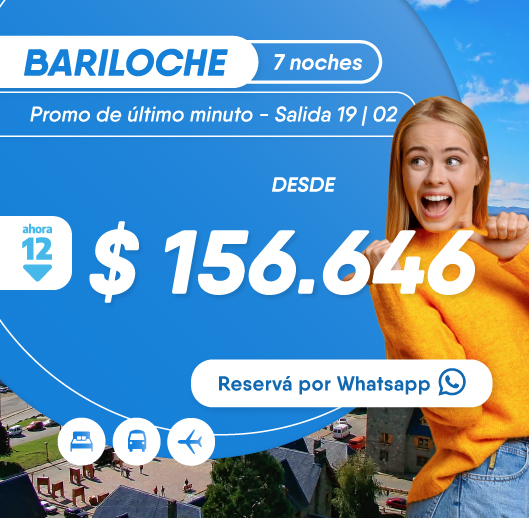 BARILOCHE
7 noches
Promo de último minuto - Salida 19 | 02
DESDE
ahora
12
$ 156.646
Reservá por Whatsapp